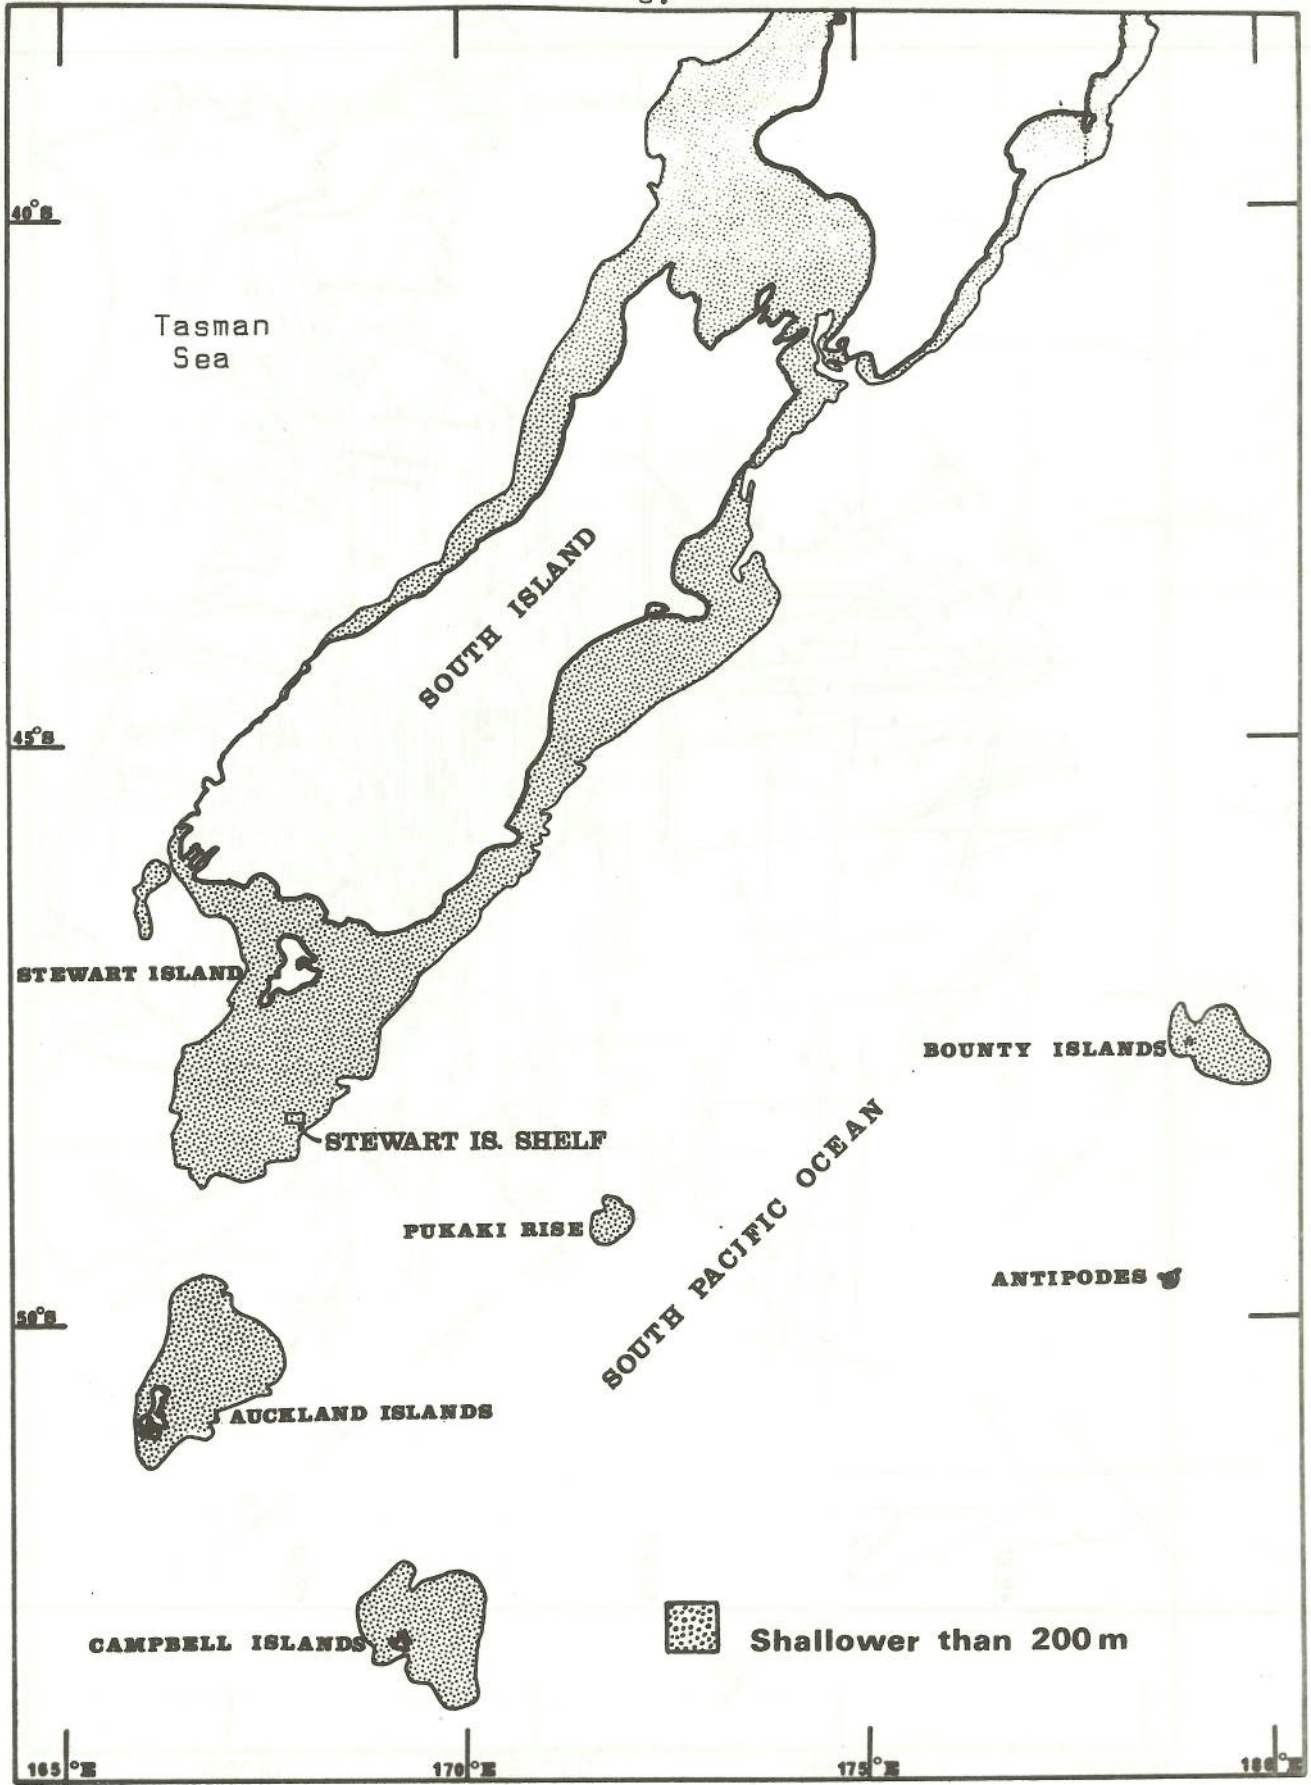 40°S
Tasman
Sea
SOUTH ISLAND
45°S
STEWART ISLAND
BOUNTY ISLANDS
STEWART IS. SHELF
PUKAKI RISE
SOUTH PACIFIC OCEAN
ANTIPODES
50°S
AUCKLAND ISLANDS
CAMPBELL ISLANDS
Shallower than 200 m
165°E
170°E
175°E
180°E